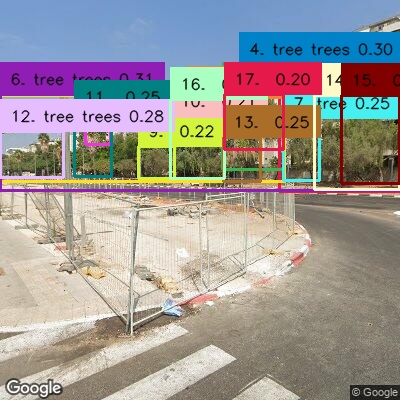 4. tree trees 0.30
6. tree trees 0.31
16.
17. 0.20
14
15.
11. 0.25
10.
7. tree 0.25
12. tree trees 0.28
9. 0.22
13. 0.25
Google
Google
© Google